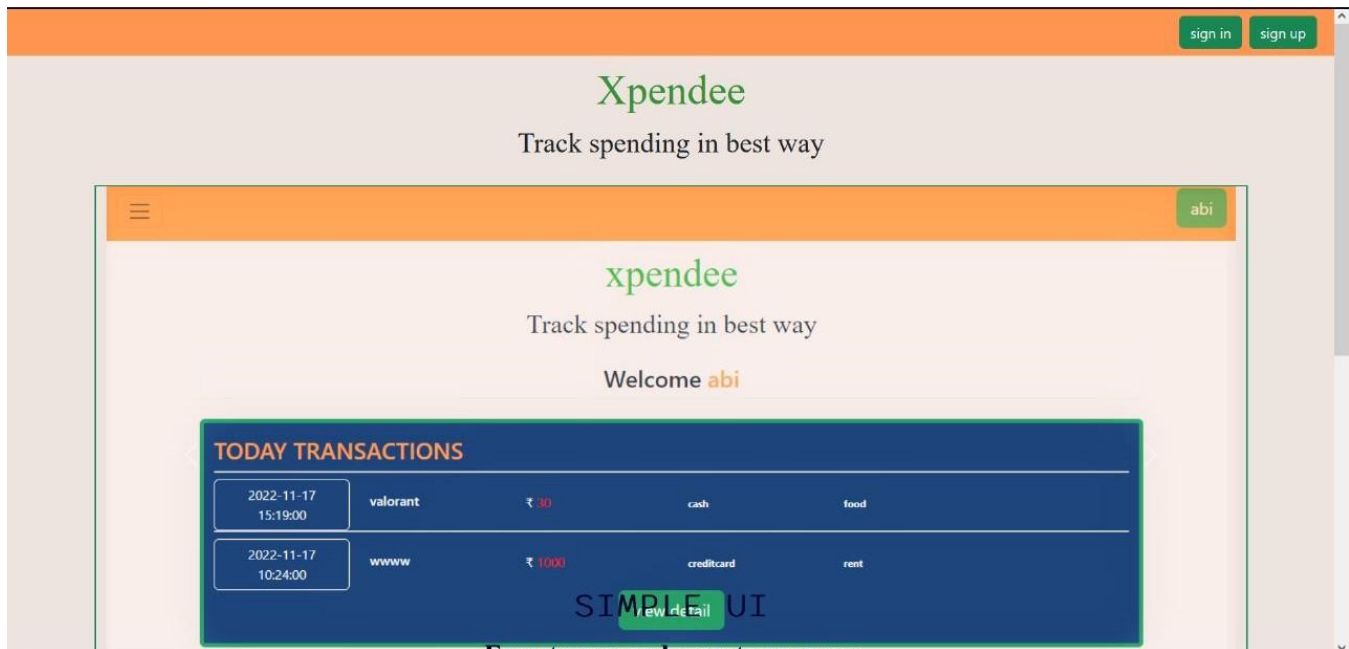 sign in sign up
Xpendee
Track spending in best way
abi
xpendee
Track spending in best way
Welcome abi
TODAY TRANSACTIONS
2022-11-17
15:19:00
valorant ₹ 30 cash food
2022-11-17
10:24:00
wwww ₹ 1000 creditcard rent
view detail
SIMPLE UI